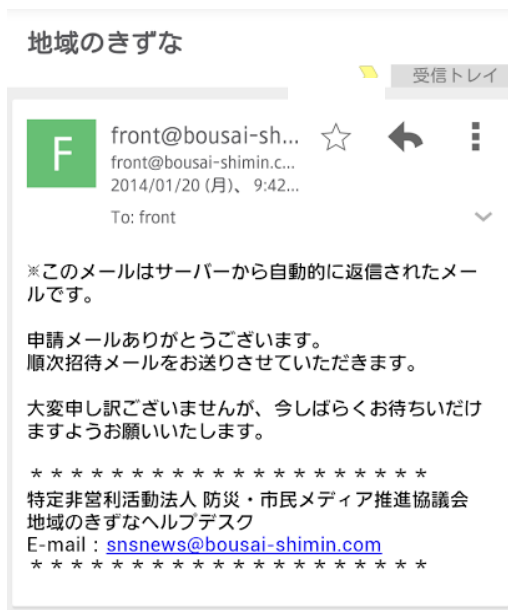 地域のきずな
受信トレイ
F
front@bousai-sh...
front@bousai-shimin.c...
2014/01/20 (月)、 9:42...
To: front
※このメールはサーバーから自動的に返信されたメー
ルです。
申請メールありがとうございます。
順次招待メールをお送りさせていただきます。
大変申し訳ございませんが、今しばらくお待ちいだけ
ますようお願いいたします。
* * * * * * * * * * * * * * * * * * * * *
特定非営利活動法人 防災・市民メディア推進協議会
地域のきずなヘルプデスク
E-mail : snsnews@bousai-shimin.com
* * * * * * * * * * * * * * * * * * * * *